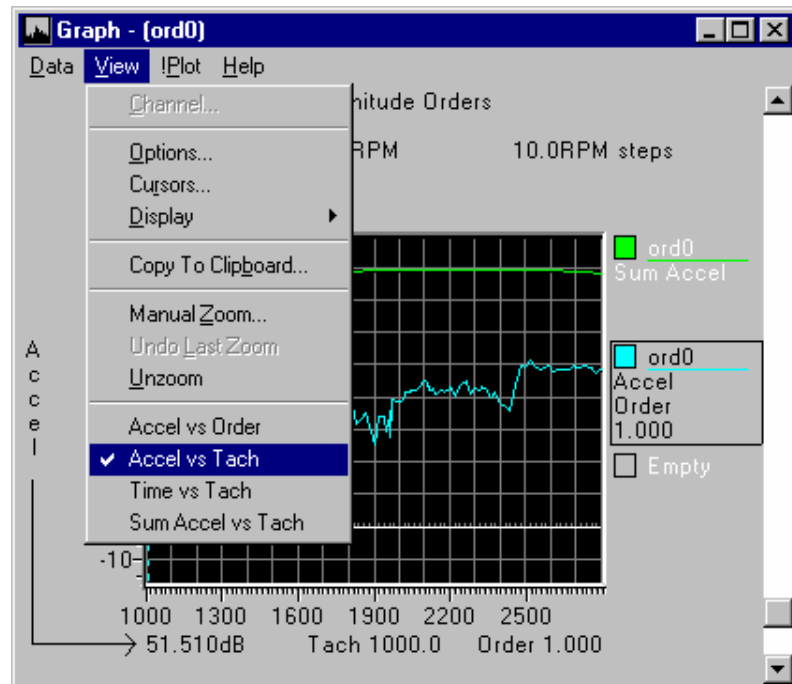 Graph - (ord0)
Data View !Plot Help
Channel...
Options...
Cursors...
Display
Copy To Clipboard...
Manual Zoom...
Undo Last Zoom
Unzoom
Accel vs Order
Accel vs Tach
Time vs Tach
Sum Accel vs Tach
Orders
RPM 10.0RPM steps
ord0
Sum Accel
ord0
Accel
Order
1.000
Empty
Accel
-10
1000 1300 1600 1900 2200 2500
51.510dB Tach 1000.0 Order 1.000